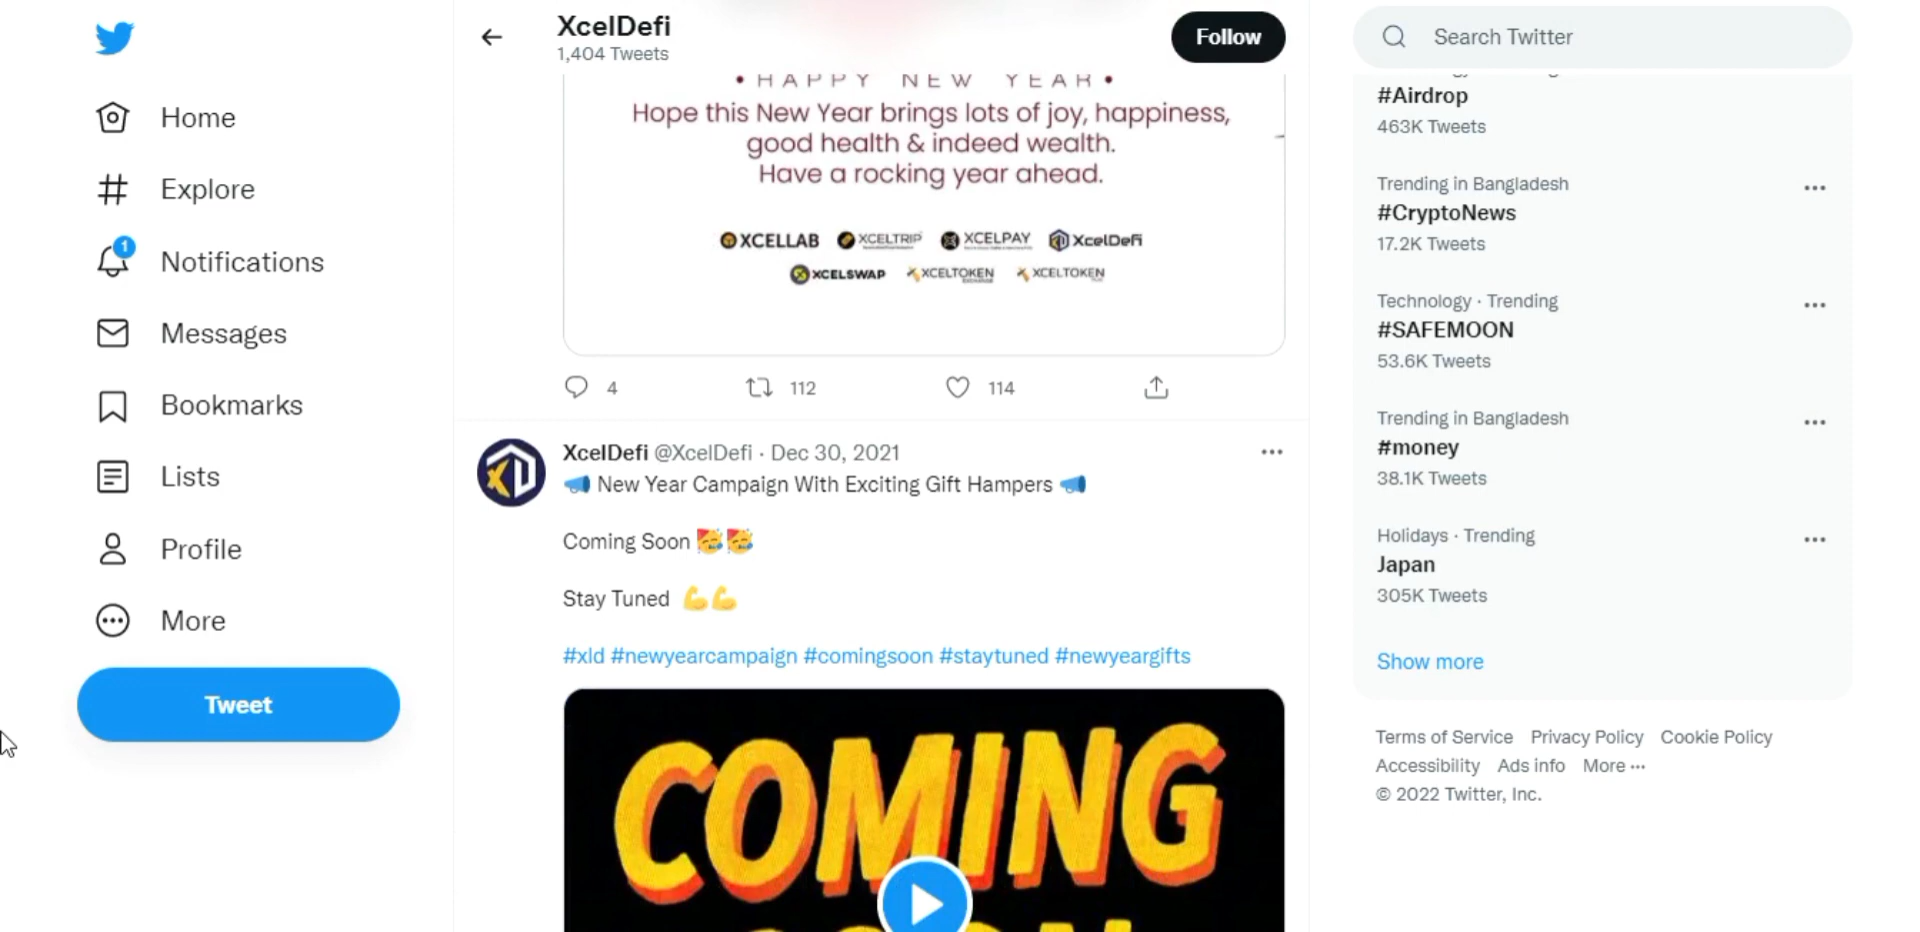 Home
Explore
1
Notifications
Messages
Bookmarks
Lists
Profile
More
Tweet
XcelDefi
1,404 Tweets
Follow
• HAPPY NEW YEAR •
Hope this New Year brings lots of joy, happiness,
good health & indeed wealth.
Have a rocking year ahead.
XCELLAB XCELTRIP XCELPAY XcelDefi
XCELSWAP XCELTOKEN EXCHANGE XCELTOKEN
4 112 114
XcelDefi @XcelDefi · Dec 30, 2021
New Year Campaign With Exciting Gift Hampers
Coming Soon
Stay Tuned
#xld #newyearcampaign #comingsoon #staytuned #newyeargifts
COMING
Search Twitter
#Airdrop
463K Tweets
Trending in Bangladesh
#CryptoNews
17.2K Tweets
Technology · Trending
#SAFEMOON
53.6K Tweets
Trending in Bangladesh
#money
38.1K Tweets
Holidays · Trending
Japan
305K Tweets
Show more
Terms of Service Privacy Policy Cookie Policy
Accessibility Ads info More ···
© 2022 Twitter, Inc.